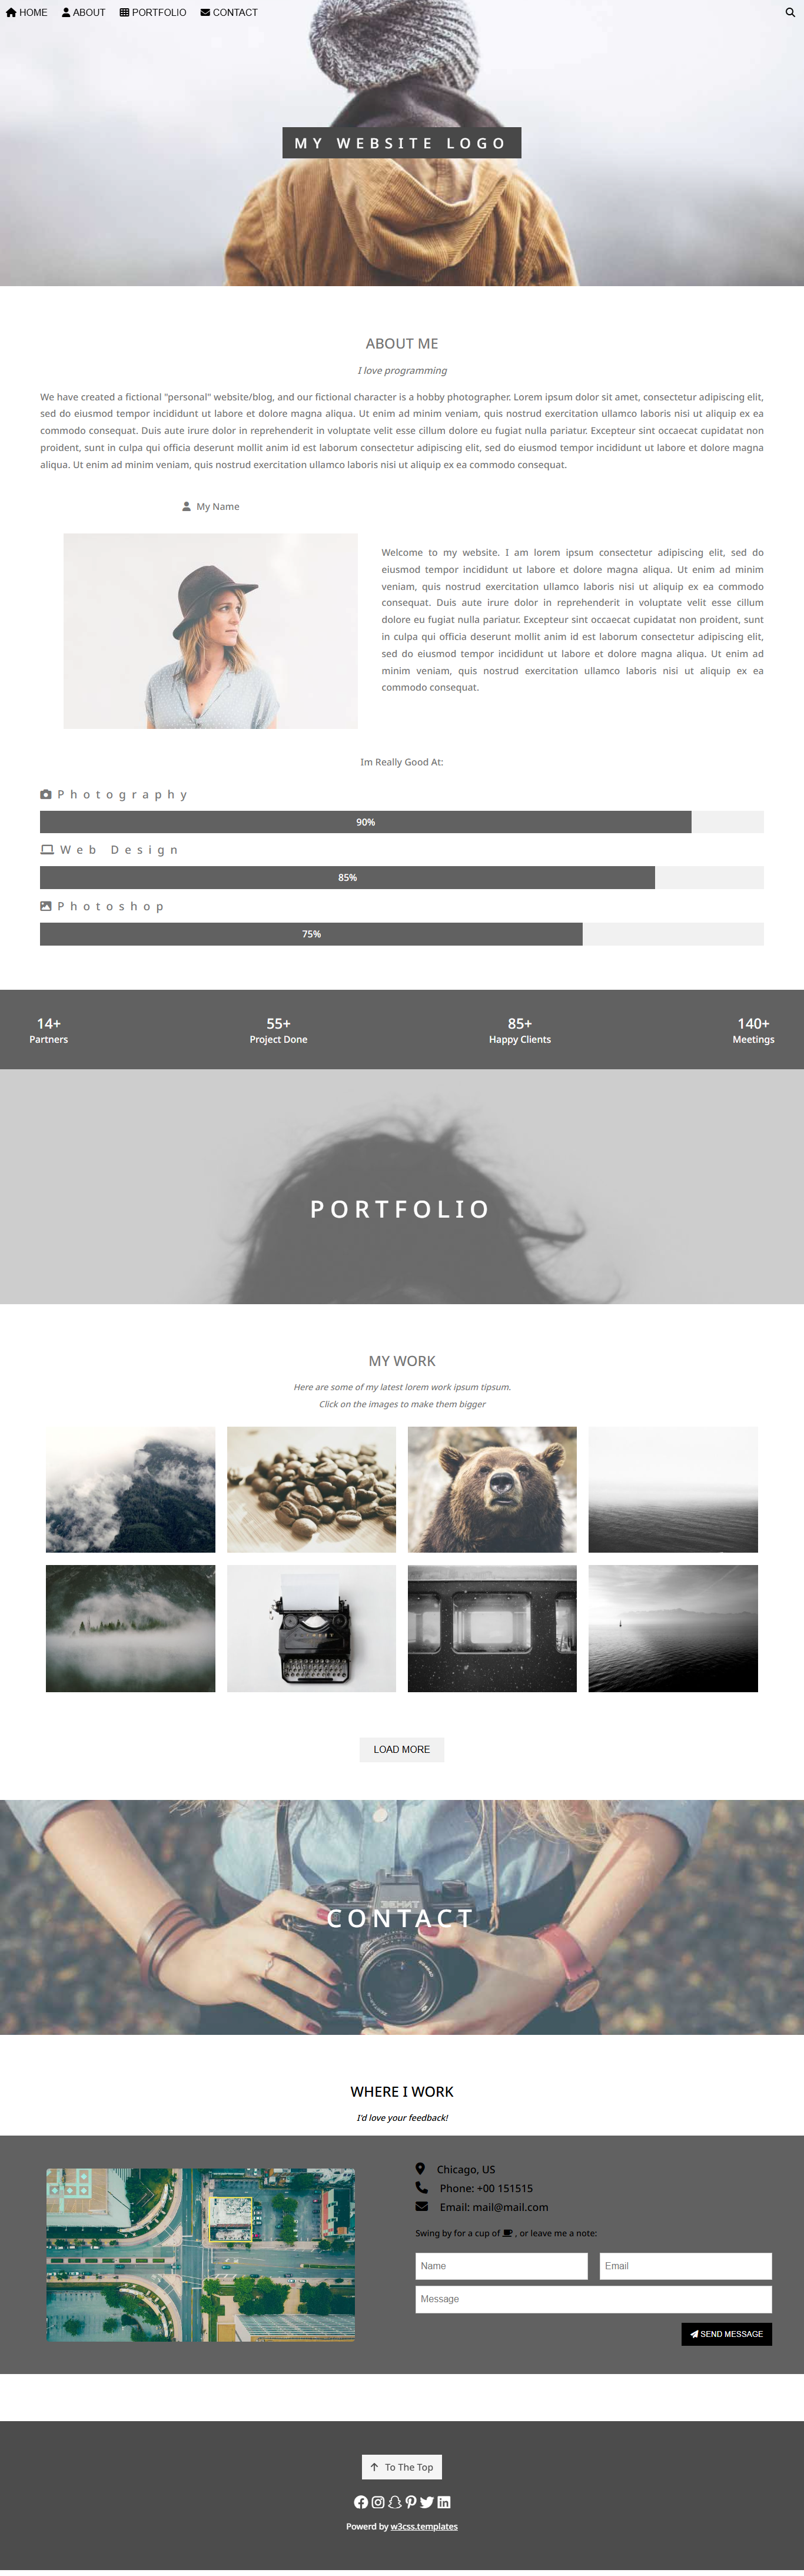 HOME ABOUT PORTFOLIO CONTACT
MY WEBSITE LOGO
ABOUT ME
I love programming
We have created a fictional "personal" website/blog, and our fictional character is a hobby photographer. Lorem ipsum dolor sit amet, consectetur adipiscing elit,
sed do eiusmod tempor incididunt ut labore et dolore magna aliqua. Ut enim ad minim veniam, quis nostrud exercitation ullamco laboris nisi ut aliquip ex ea
commodo consequat. Duis aute irure dolor in reprehenderit in voluptate velit esse cillum dolore eu fugiat nulla pariatur. Excepteur sint occaecat cupidatat non
proident, sunt in culpa qui officia deserunt mollit anim id est laborum consectetur adipiscing elit, sed do eiusmod tempor incididunt ut labore et dolore magna
aliqua. Ut enim ad minim veniam, quis nostrud exercitation ullamco laboris nisi ut aliquip ex ea commodo consequat.
My Name
Welcome to my website. I am lorem ipsum consectetur adipiscing elit, sed do
eiusmod tempor incididunt ut labore et dolore magna aliqua. Ut enim ad minim
veniam, quis nostrud exercitation ullamco laboris nisi ut aliquip ex ea commodo
consequat. Duis aute irure dolor in reprehenderit in voluptate velit esse cillum
dolore eu fugiat nulla pariatur. Excepteur sint occaecat cupidatat non proident, sunt
in culpa qui officia deserunt mollit anim id est laborum consectetur adipiscing elit,
sed do eiusmod tempor incididunt ut labore et dolore magna aliqua. Ut enim ad
minim veniam, quis nostrud exercitation ullamco laboris nisi ut aliquip ex ea
commodo consequat.
Im Really Good At:
Photography
90%
Web Design
85%
Photoshop
75%
14+
Partners
55+
Project Done
85+
Happy Clients
140+
Meetings
PORTFOLIO
MY WORK
Here are some of my latest lorem work ipsum tipsum.
Click on the images to make them bigger
LOAD MORE
CONTACT
WHERE I WORK
I'd love your feedback!
Chicago, US
Phone: +00 151515
Email: mail@mail.com
Swing by for a cup of , or leave me a note:
Name Email
Message
SEND MESSAGE
To The Top
Powerd by w3css.templates